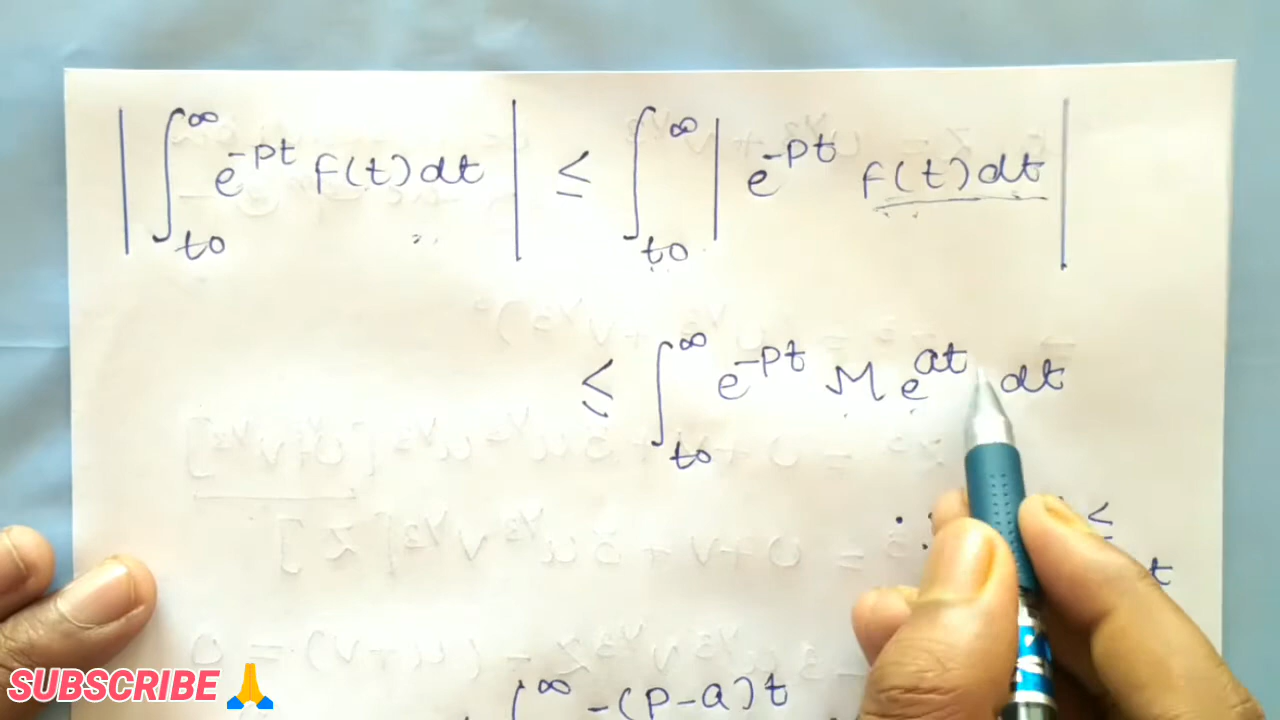 | ∫_{t0}^{∞} e^{-pt} F(t)dt | ≤ ∫_{t0}^{∞} | e^{-pt} F(t)dt |
≤ ∫_{t0}^{∞} e^{-pt} M e^{at} dt
≤
t
∫^{∞} -(p-a)t
SUBSCRIBE 🙏